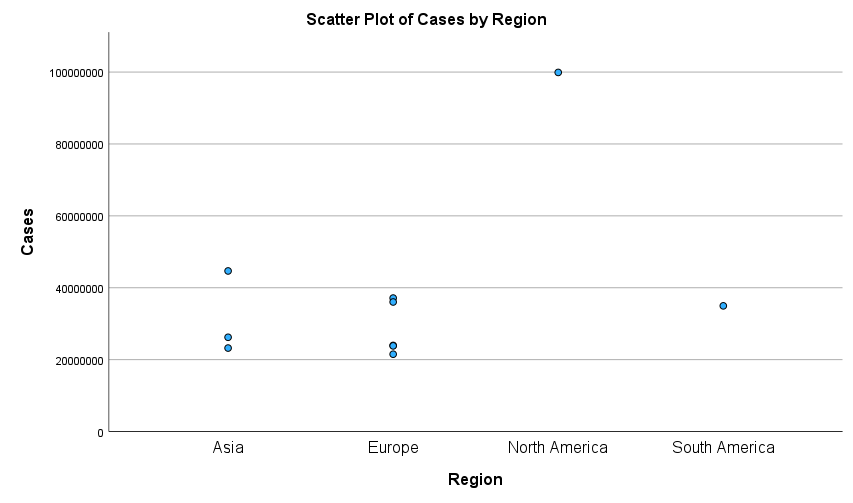 Scatter Plot of Cases by Region
100000000
80000000
60000000
40000000
20000000
0
Cases
Asia
Europe
North America
South America
Region